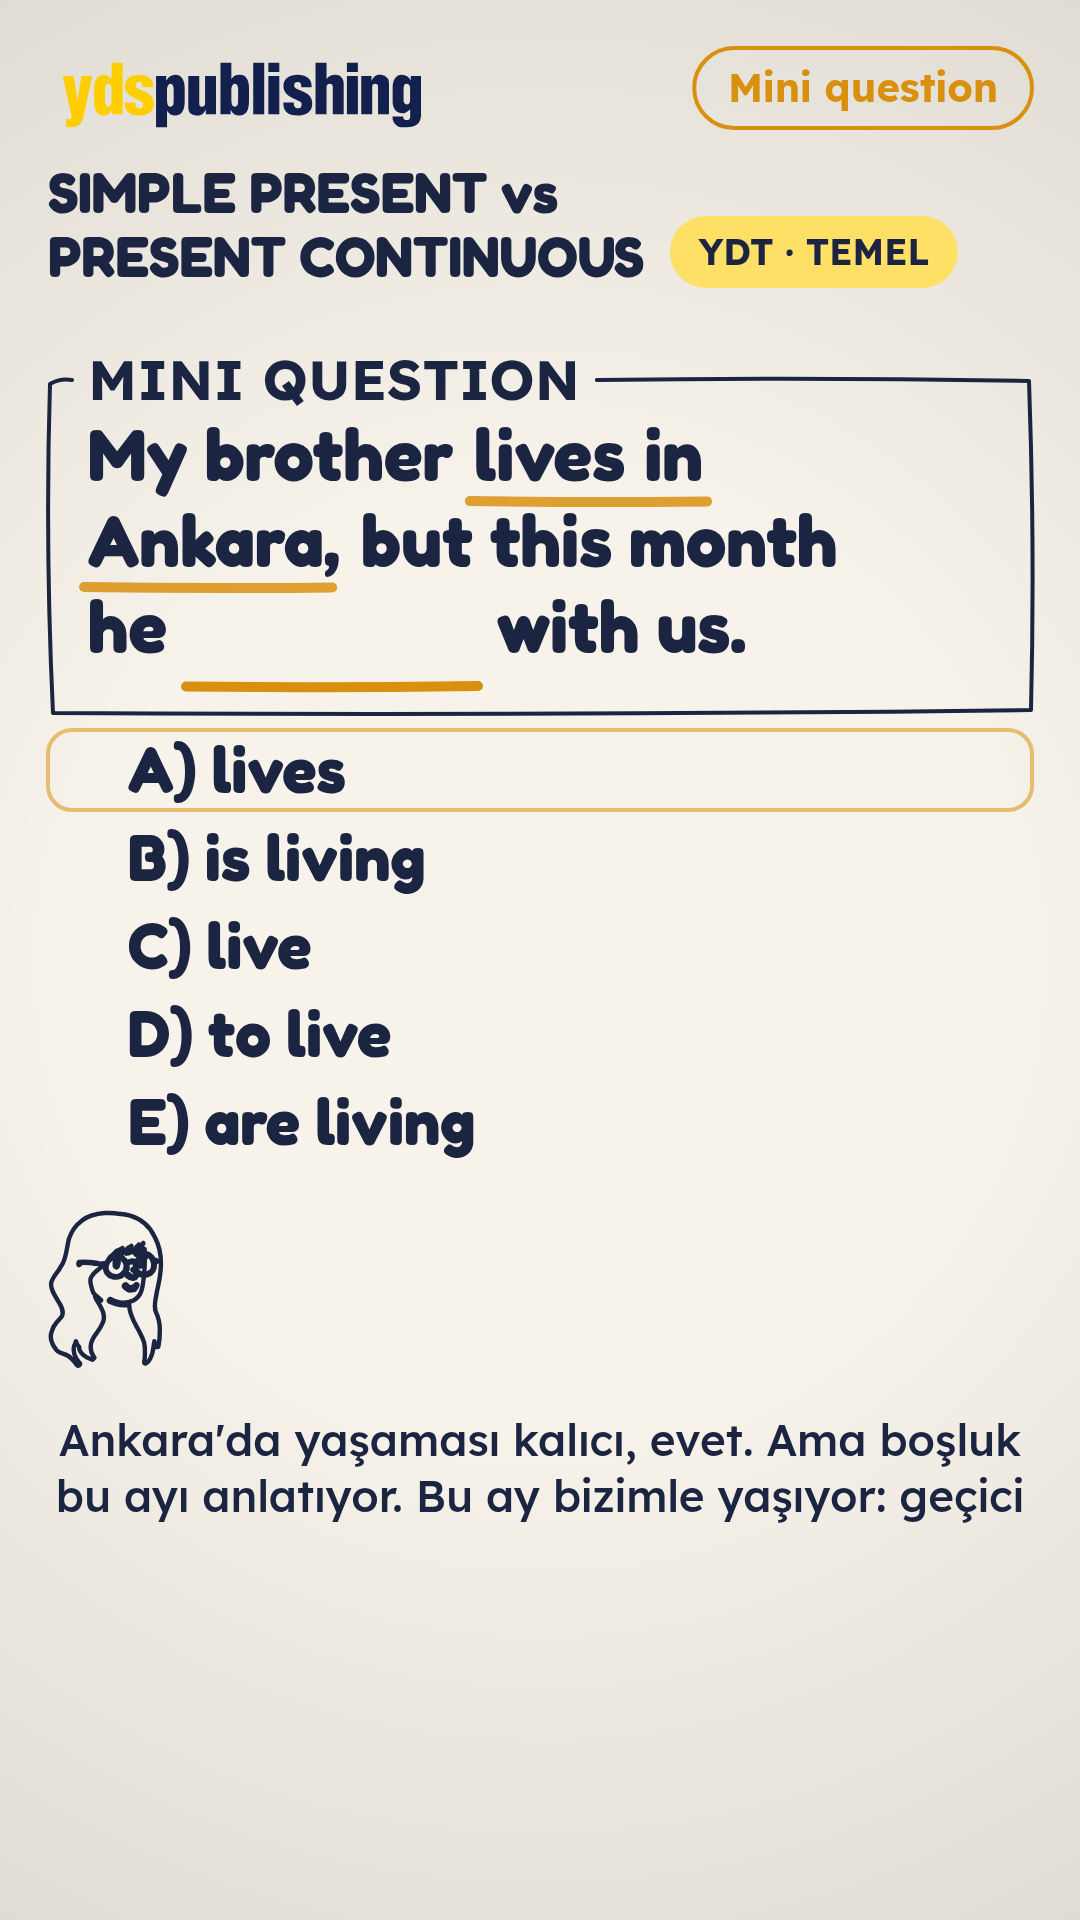 ydspublishing
Mini question
SIMPLE PRESENT vs
PRESENT CONTINUOUS
YDT · TEMEL
MINI QUESTION
My brother lives in
Ankara, but this month
he with us.
A) lives
B) is living
C) live
D) to live
E) are living
Ankara'da yaşaması kalıcı, evet. Ama boşluk
bu ayı anlatıyor. Bu ay bizimle yaşıyor: geçici